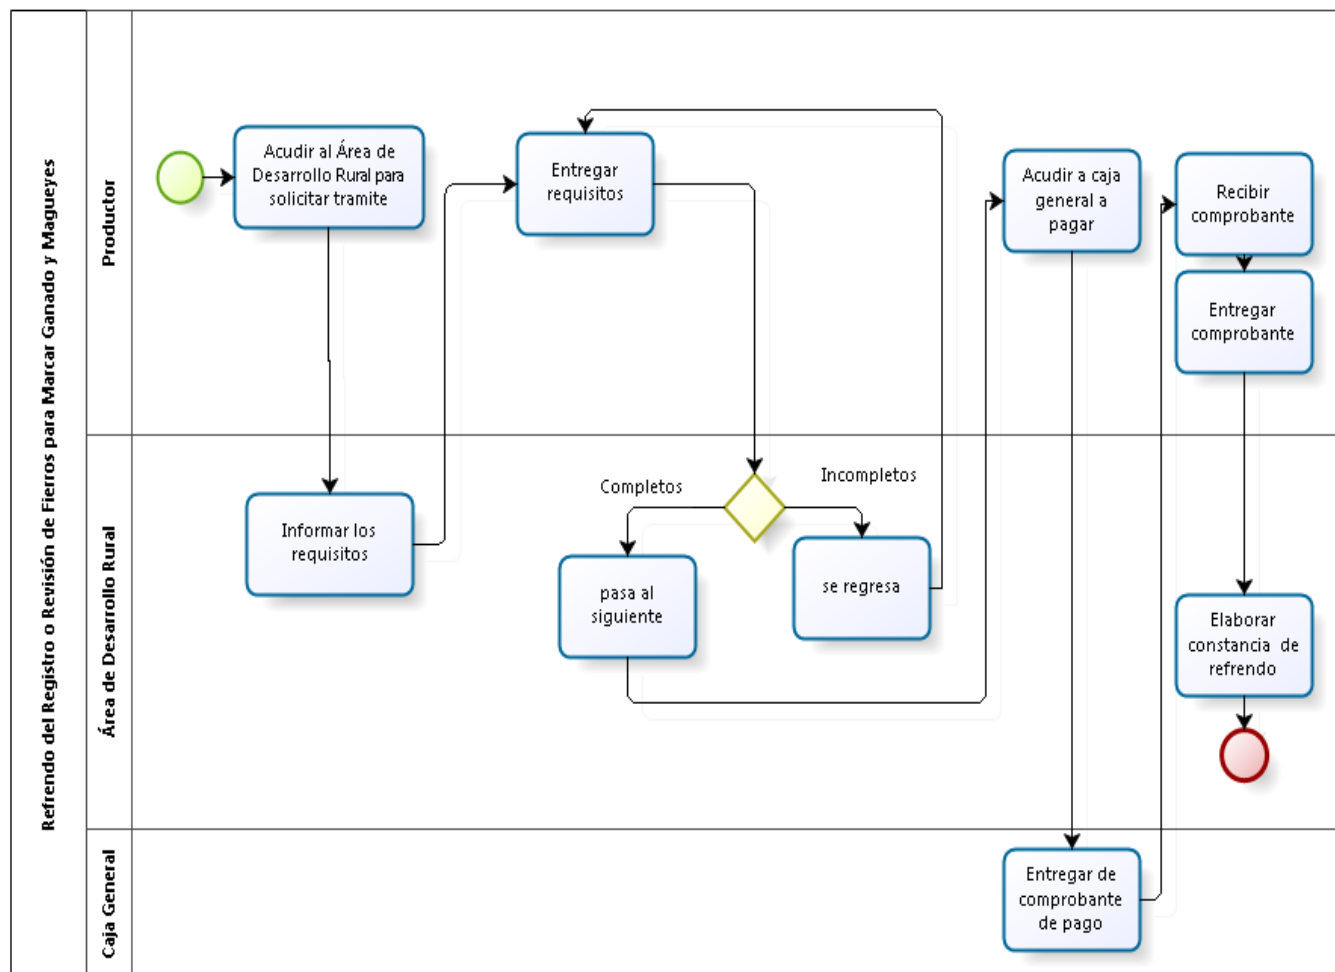 Refrendo del Registro o Revisión de Fierros para Marcar Ganado y Magueyes
Productor
Acudir al Área de
Desarrollo Rural para
solicitar tramite
Entregar
requisitos
Acudir a caja
general a
pagar
Recibir
comprobante
Entregar
comprobante
Área de Desarrollo Rural
Informar los
requisitos
Completos
Incompletos
pasa al
siguiente
se regresa
Elaborar
constancia de
refrendo
Caja General
Entregar de
comprobante
de pago